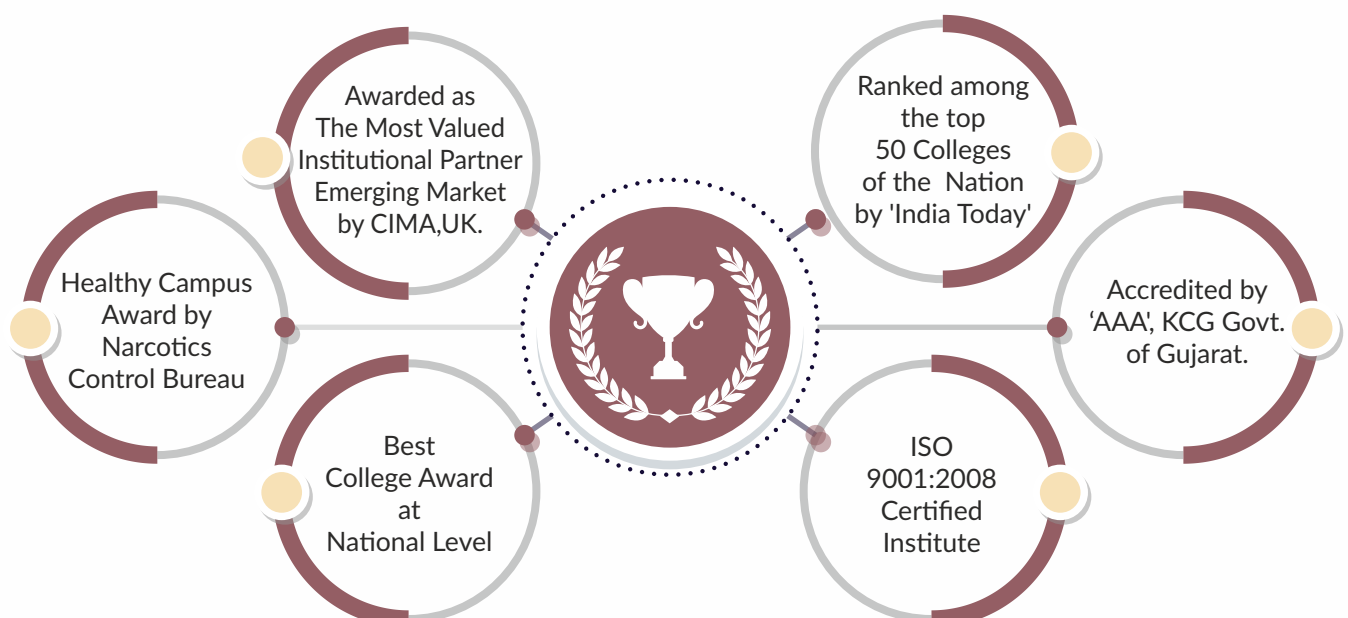 Awarded as
The Most Valued
Institutional Partner
Emerging Market
by CIMA,UK.
Ranked among
the top
50 Colleges
of the Nation
by 'India Today'
Healthy Campus
Award by
Narcotics
Control Bureau
Accredited by
‘AAA', KCG Govt.
of Gujarat.
Best
College Award
at
National Level
ISO
9001:2008
Certified
Institute